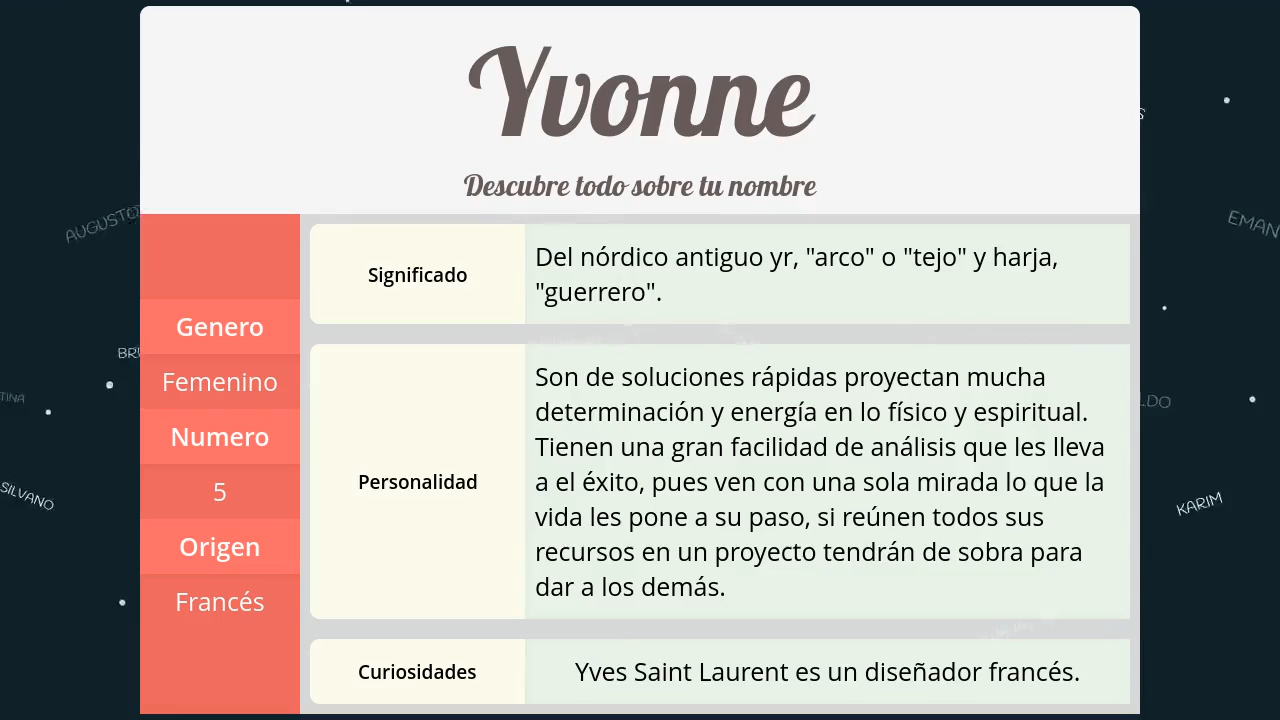 Yvonne
Descubre todo sobre tu nombre
Genero
Femenino
Numero
5
Origen
Francés
Significado
Del nórdico antiguo yr, "arco" o "tejo" y harja,
"guerrero".
Personalidad
Son de soluciones rápidas proyectan mucha
determinación y energía en lo físico y espiritual.
Tienen una gran facilidad de análisis que les lleva
a el éxito, pues ven con una sola mirada lo que la
vida les pone a su paso, si reúnen todos sus
recursos en un proyecto tendrán de sobra para
dar a los demás.
Curiosidades
Yves Saint Laurent es un diseñador francés.
SILVANO
KARIM